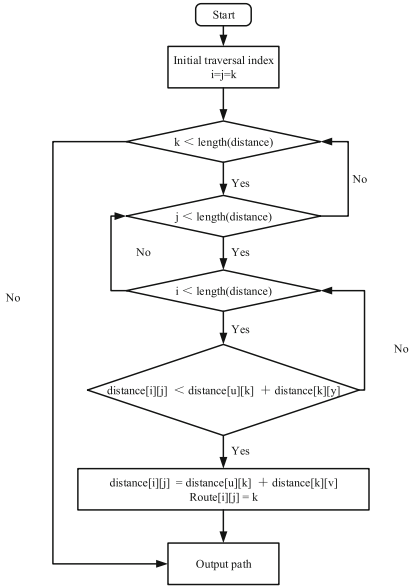 Start
Initial traversal index
i=j=k
k < length(distance)
Yes
No
j < length(distance)
No
Yes
i < length(distance)
No
Yes
No
distance[i][j] < distance[u][k] + distance[k][y]
Yes
distance[i][j] = distance[u][k] + distance[k][v]
Route[i][j] = k
Output path